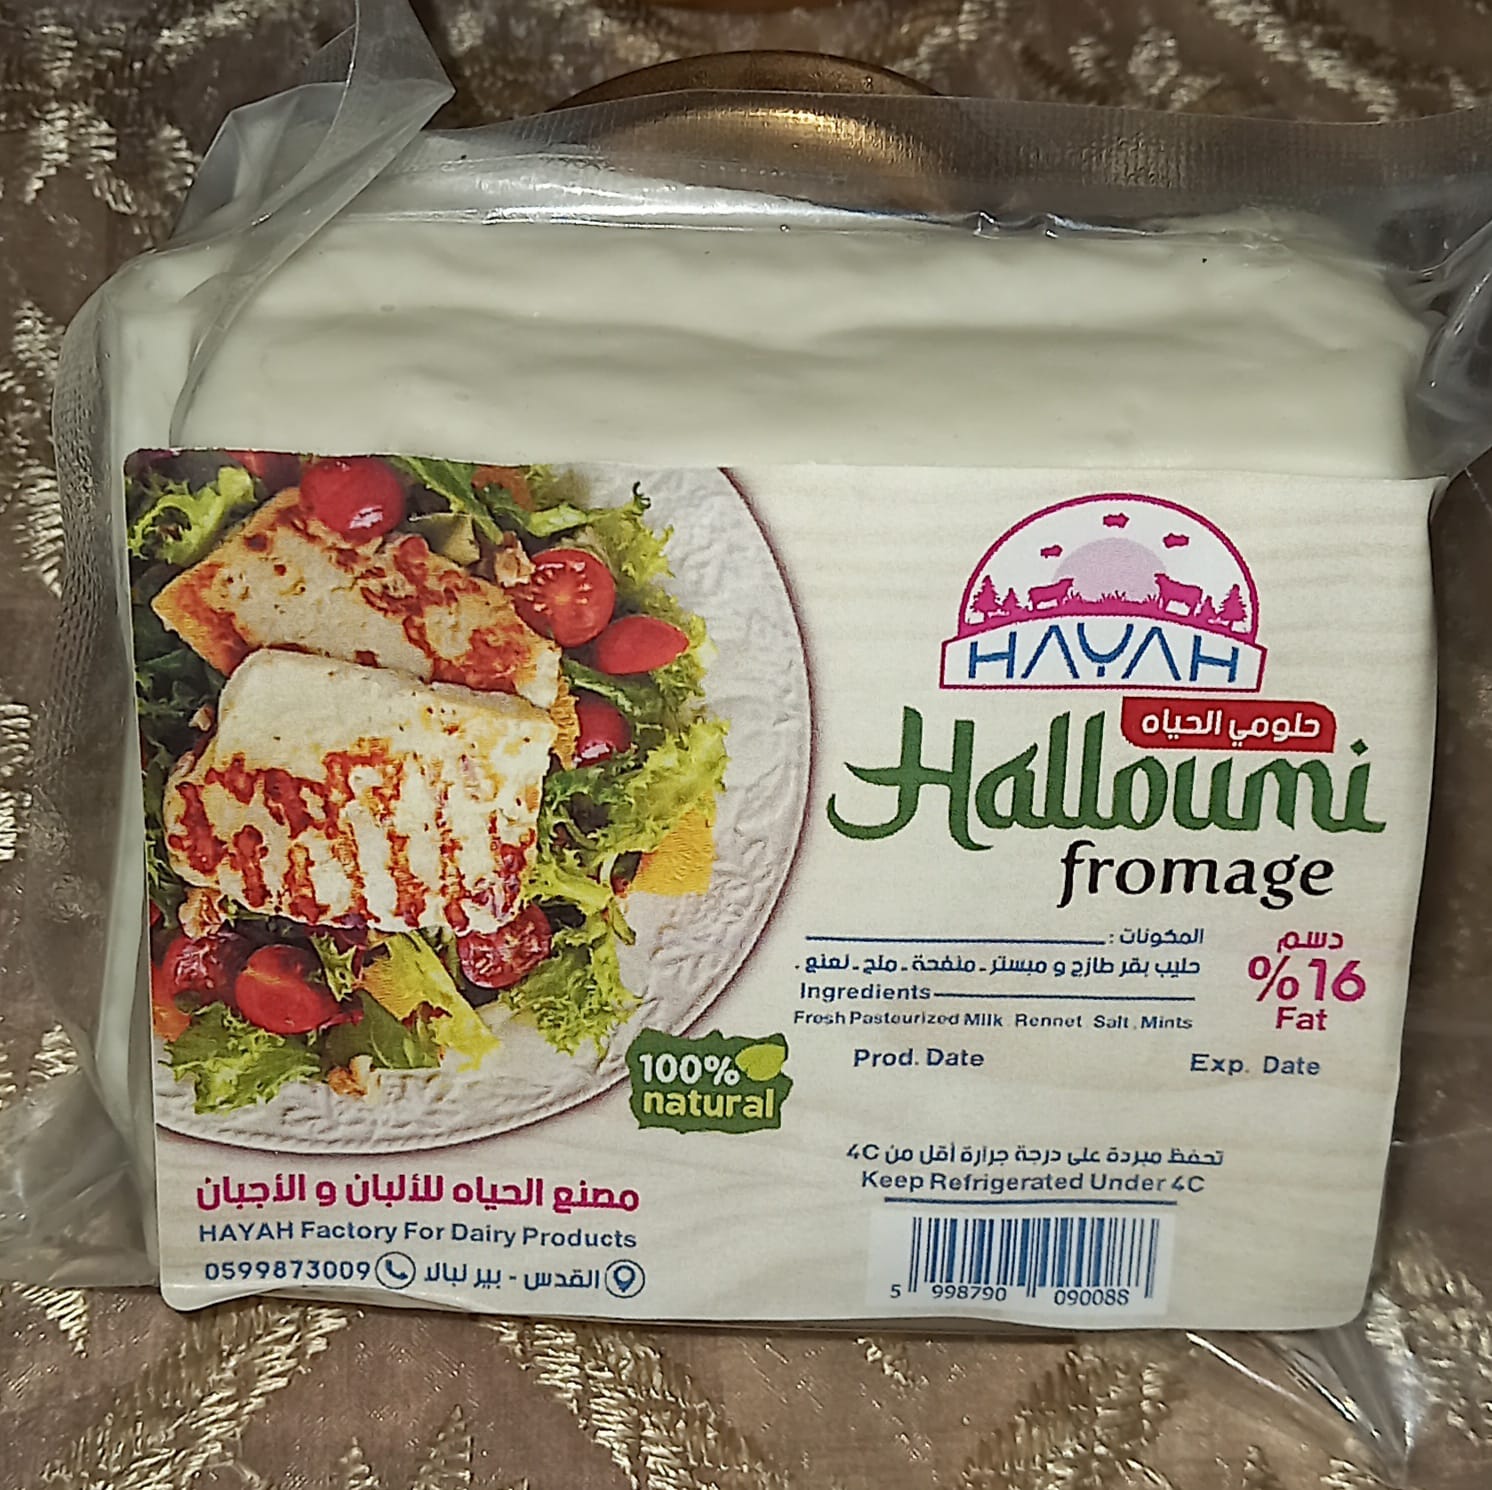 HAYAH
حلومي الحياه
Halloumi
fromage
المكونات :
حليب بقر طازج و مبستر - منفحة - ملح - نعنع .
Ingredients
Fresh Pasteurized Milk, Rennet, Salt, Mints
دسم
%16
Fat
Prod. Date
Exp. Date
100%
natural
تحفظ مبردة على درجة حرارة أقل من 4C
Keep Refrigerated Under 4C
مصنع الحياه للألبان و الأجبان
HAYAH Factory For Dairy Products
القدس - بير نبالا 0599873009
5 998790 090088